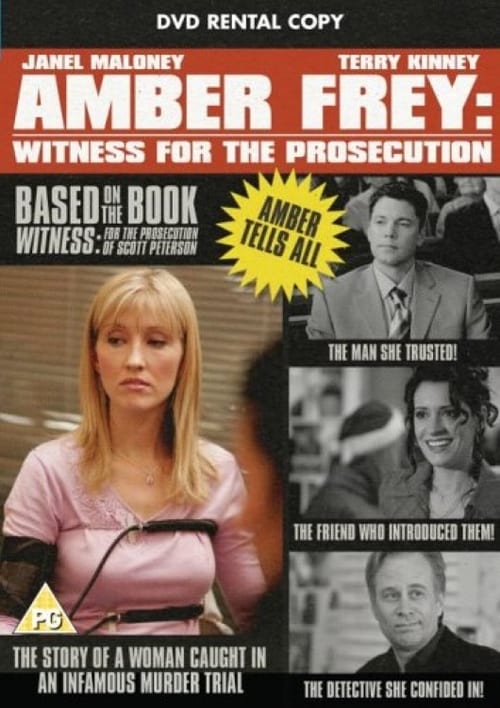 DVD RENTAL COPY
JANEL MALONEY TERRY KINNEY
AMBER FREY:
WITNESS FOR THE PROSECUTION
BASED ON THE BOOK
WITNESS: FOR THE PROSECUTION
OF SCOTT PETERSON
AMBER
TELLS ALL
THE MAN SHE TRUSTED!
THE FRIEND WHO INTRODUCED THEM!
PG
THE STORY OF A WOMAN CAUGHT IN
AN INFAMOUS MURDER TRIAL
THE DETECTIVE SHE CONFIDED IN!